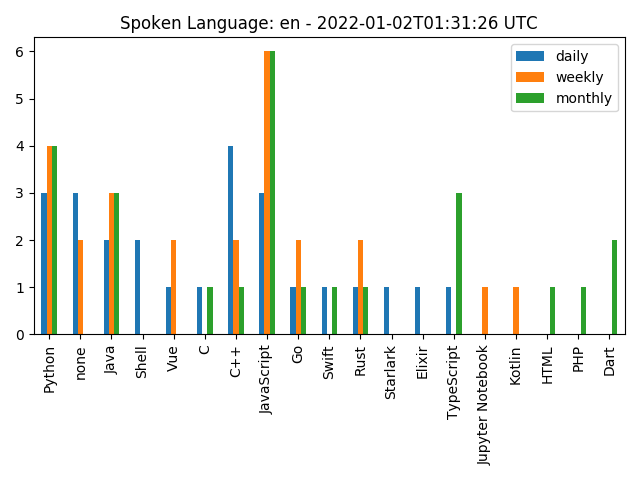 Spoken Language: en - 2022-01-02T01:31:26 UTC
daily
weekly
monthly
6
5
4
3
2
1
0
Python
none
Java
Shell
Vue
C
C++
JavaScript
Go
Swift
Rust
Starlark
Elixir
TypeScript
Jupyter Notebook
Kotlin
HTML
PHP
Dart